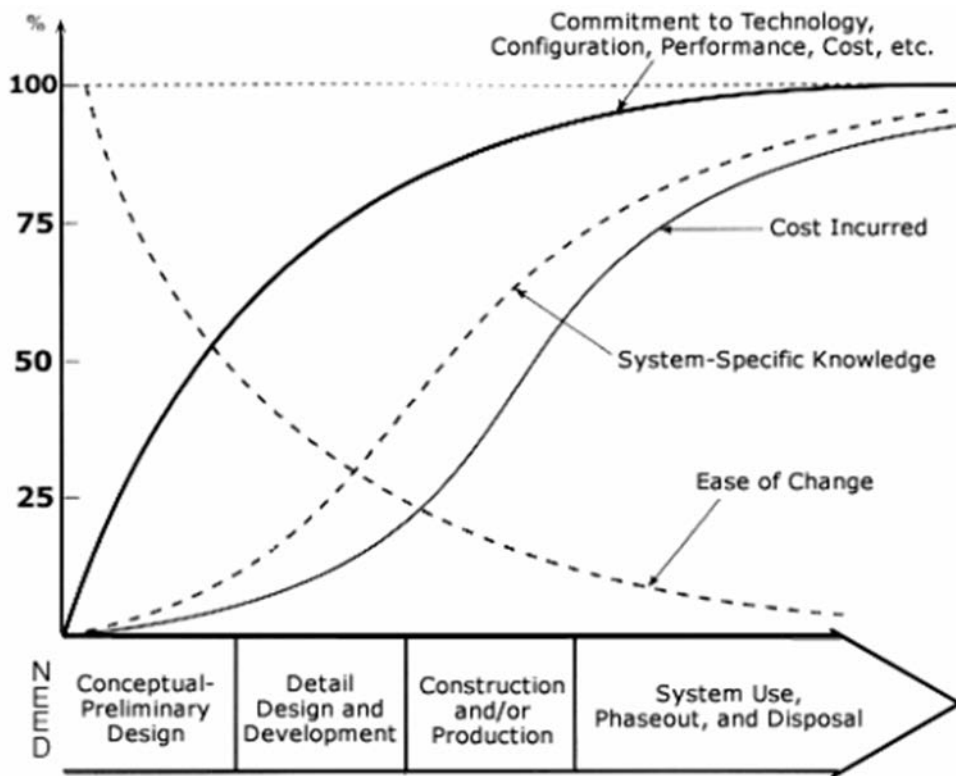 %
Commitment to Technology,
Configuration, Performance, Cost, etc.
100
75
Cost Incurred
50
System-Specific Knowledge
25
Ease of Change
NEED
Conceptual-
Preliminary
Design
Detail
Design and
Development
Construction
and/or
Production
System Use,
Phaseout, and Disposal